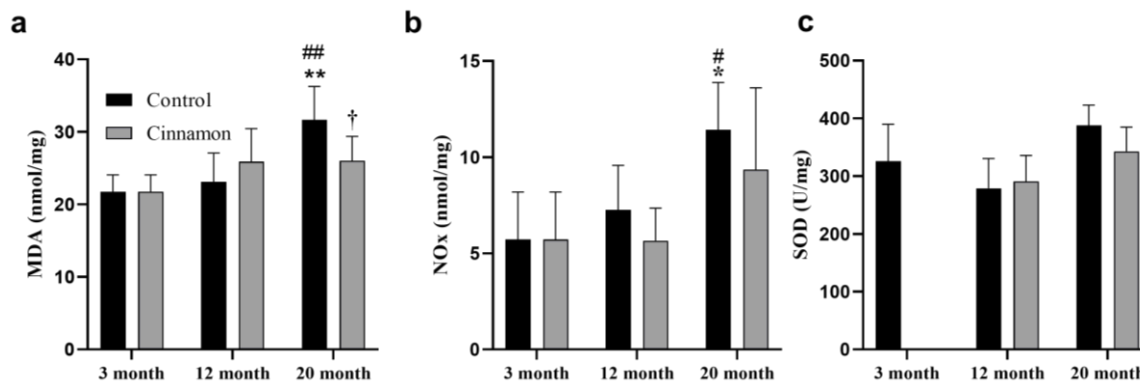 a
MDA (nmol/mg)
40
30
20
10
0
##
**
†
Control
Cinnamon
3 month 12 month 20 month
b
NOx (nmol/mg)
15
10
5
0
#
*
3 month 12 month 20 month
c
SOD (U/mg)
500
400
300
200
100
0
3 month 12 month 20 month